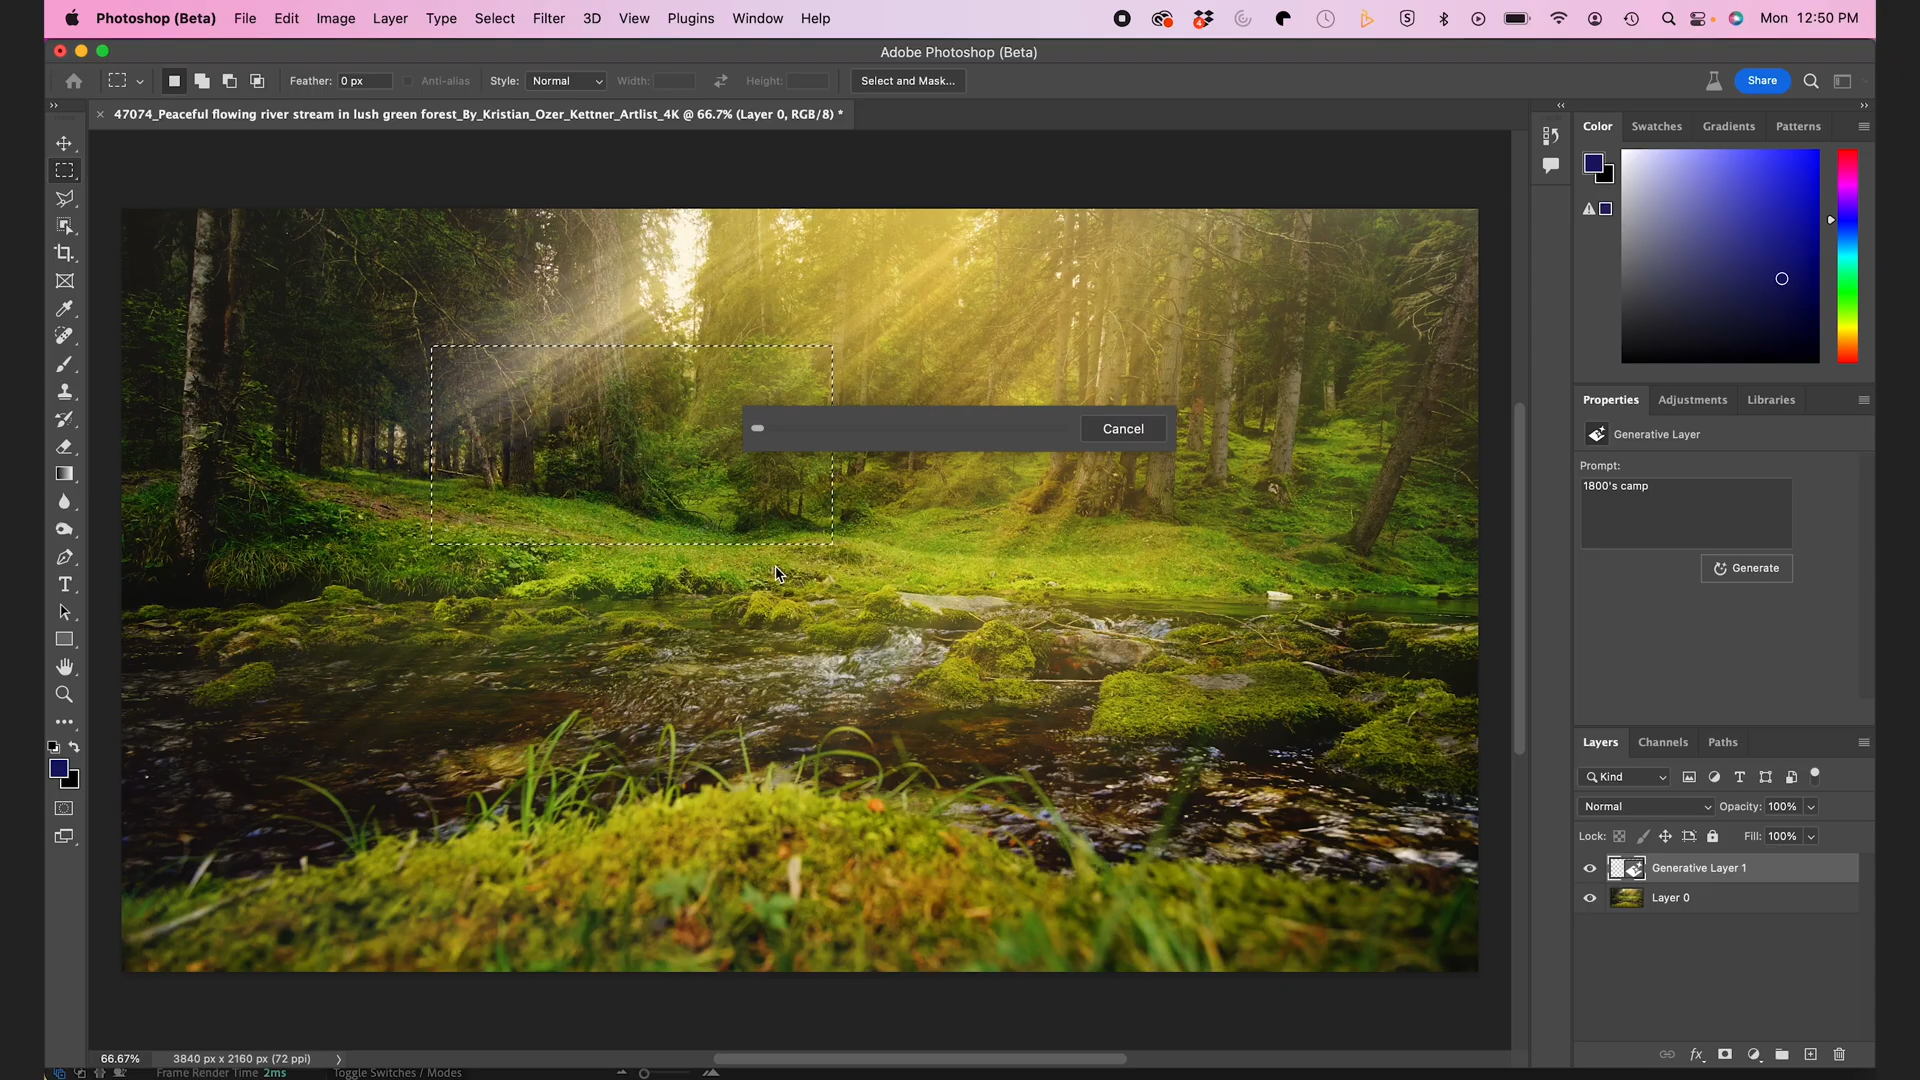 Photoshop (Beta) File Edit Image Layer Type Select Filter 3D View Plugins Window Help
4
Mon 12:50 PM
Adobe Photoshop (Beta)
Feather: 0 px Anti-alias Style: Normal Width: Height: Select and Mask...
Share
47074_Peaceful flowing river stream in lush green forest_By_Kristian_Ozer_Kettner_Artlist_4K @ 66.7% (Layer 0, RGB/8) *
Color Swatches Gradients Patterns
Cancel
Properties Adjustments Libraries
Generative Layer
Prompt:
1800's camp
Generate
Layers Channels Paths
Kind
Normal Opacity: 100%
Lock: Fill: 100%
Generative Layer 1
Layer 0
fx
66.67% 3840 px x 2160 px (72 ppi)
Frame Render Time 2ms Toggle Switches / Modes